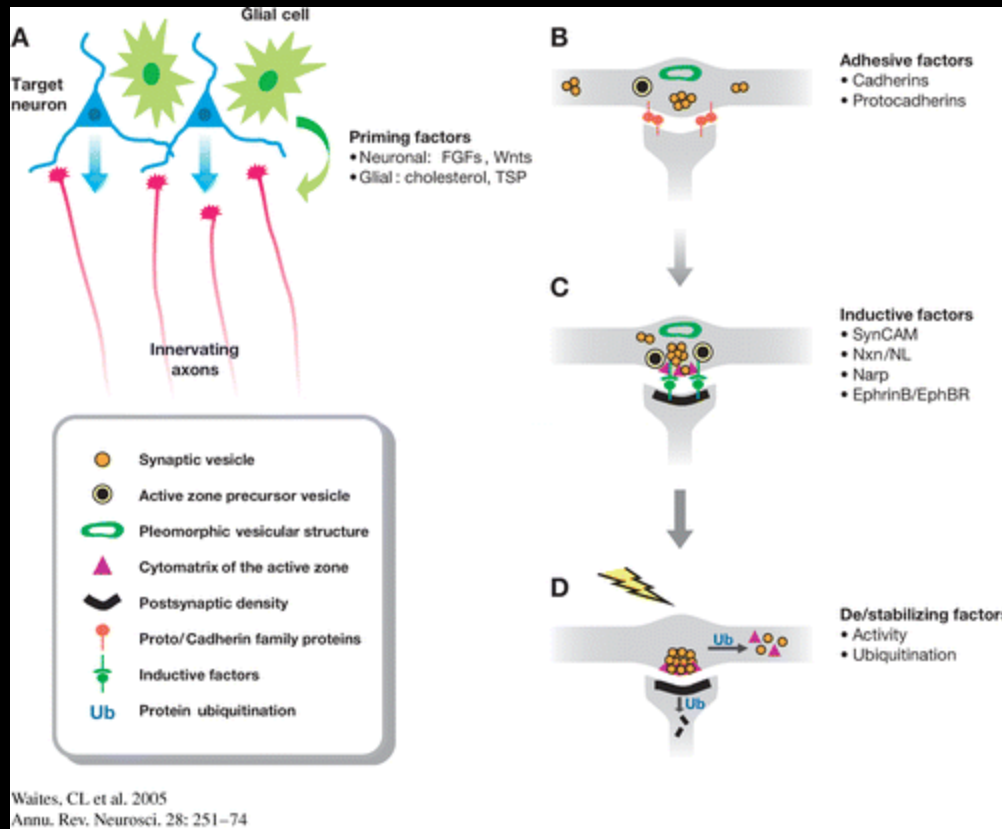 A
Glial cell
Target
neuron
Priming factors
• Neuronal: FGFs, Wnts
• Glial: cholesterol, TSP
Innervating
axons
Synaptic vesicle
Active zone precursor vesicle
Pleomorphic vesicular structure
Cytomatrix of the active zone
Postsynaptic density
Proto/Cadherin family proteins
Inductive factors
Ub Protein ubiquitination
B
Adhesive factors
• Cadherins
• Protocadherins
C
Inductive factors
• SynCAM
• Nxn/NL
• Narp
• EphrinB/EphBR
D
Ub
Ub
De/stabilizing factors
• Activity
• Ubiquitination
Waites, CL et al. 2005
Annu. Rev. Neurosci. 28: 251–74